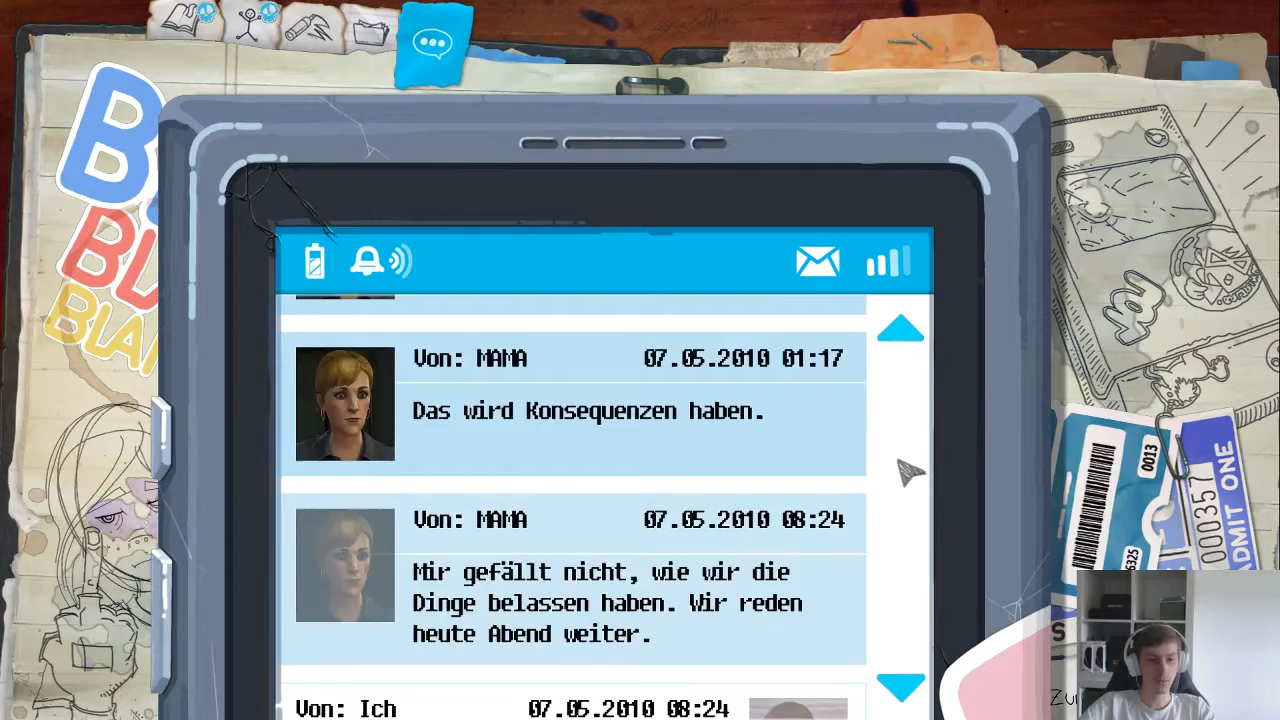 Von: MAMA 07.05.2010 01:17
Das wird Konsequenzen haben.
Von: MAMA 07.05.2010 08:24
Mir gefällt nicht, wie wir die
Dinge belassen haben. Wir reden
heute Abend weiter.
Von: Ich 07.05.2010 08:24
0013
6325
000357
ADMIT ONE